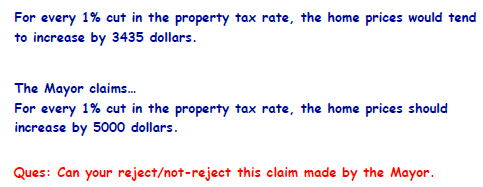 For every 1% cut in the property tax rate, the home prices would tend
to increase by 3435 dollars.
The Mayor claims...
For every 1% cut in the property tax rate, the home prices should
increase by 5000 dollars.
Ques: Can your reject/not-reject this claim made by the Mayor.